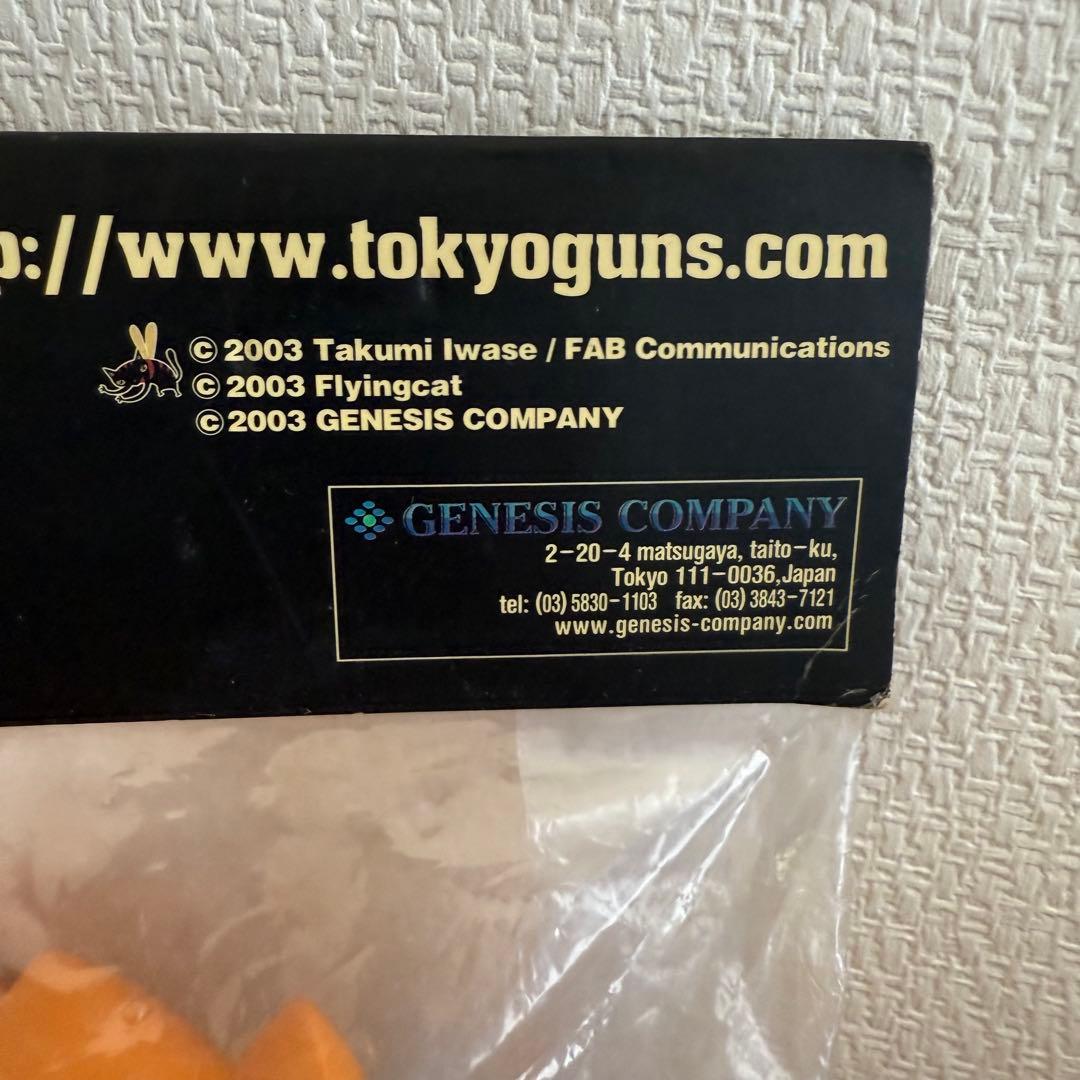 p://www.tokyoguns.com
© 2003 Takumi Iwase / FAB Communications
© 2003 Flyingcat
© 2003 GENESIS COMPANY
GENESIS COMPANY
2-20-4 matsugaya, taito-ku,
Tokyo 111-0036,Japan
tel: (03) 5830-1103 fax: (03) 3843-7121
www.genesis-company.com